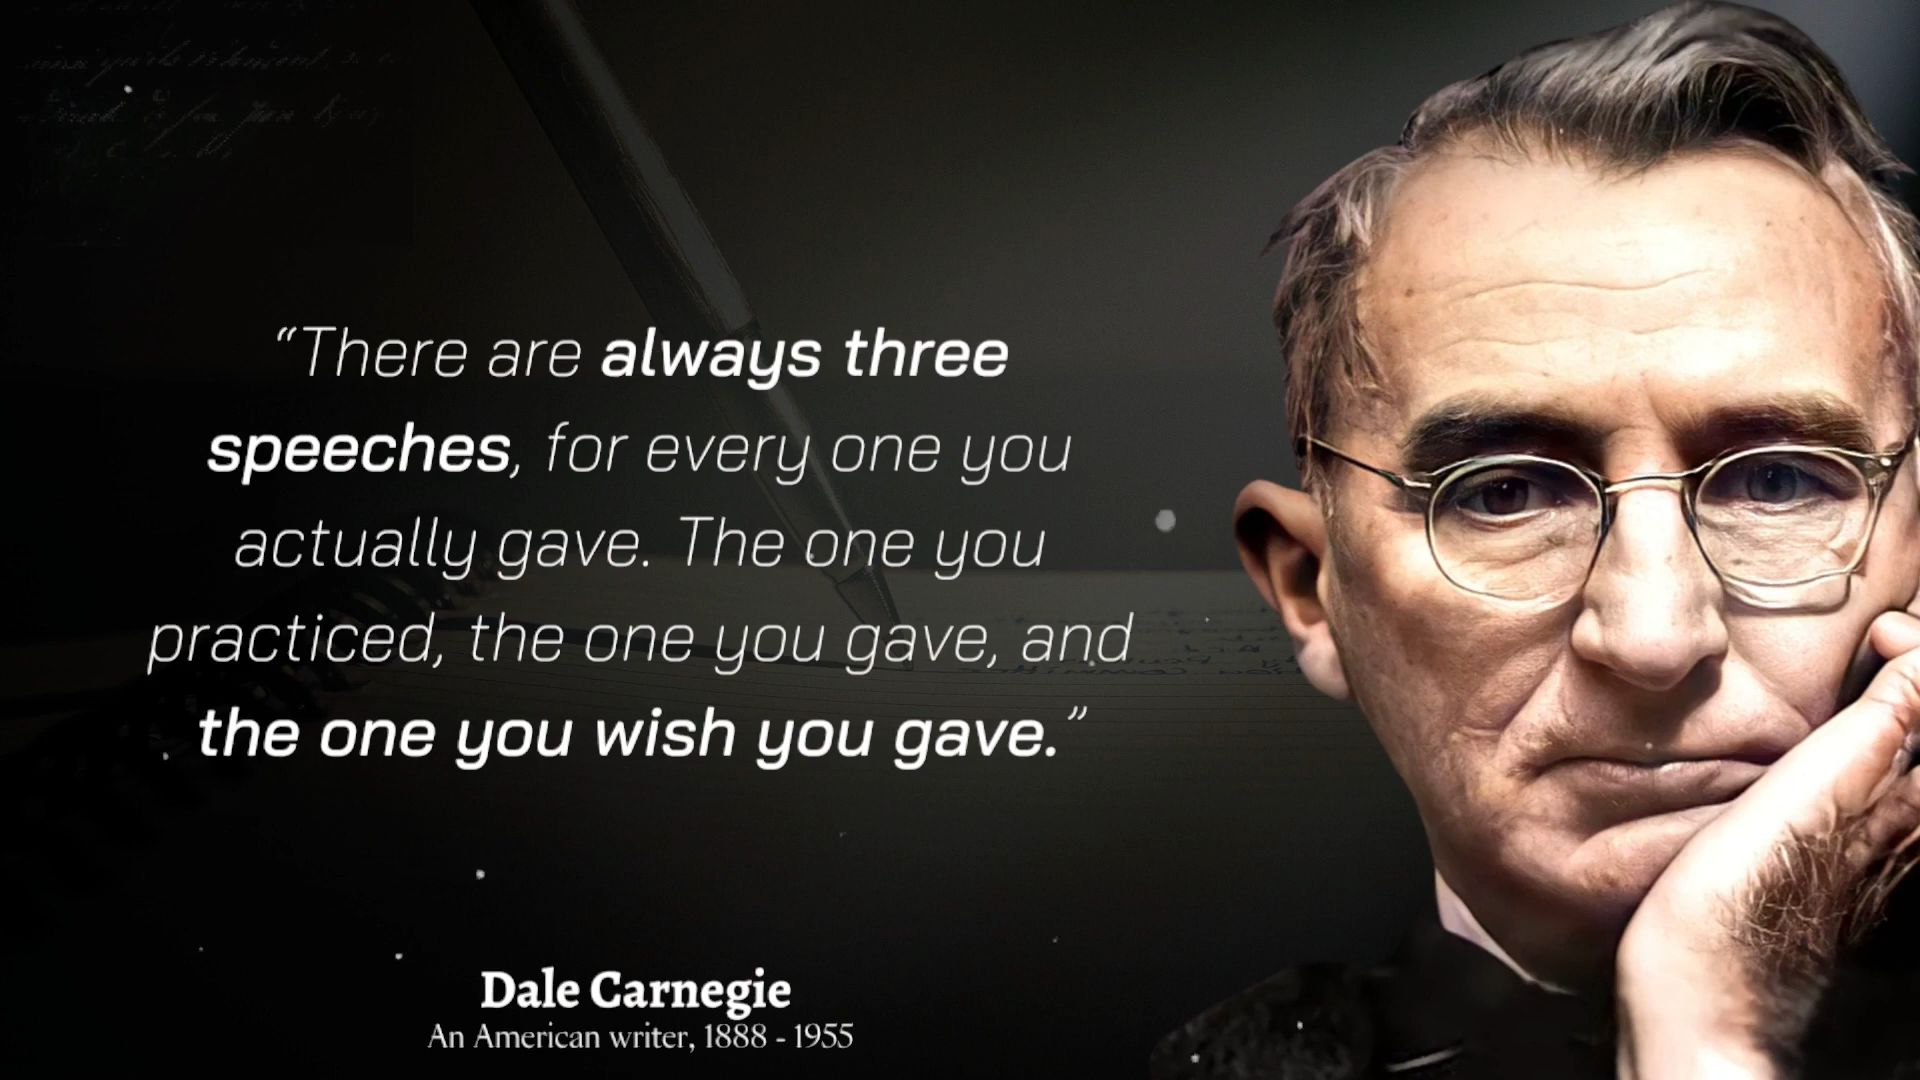 “There are always three
speeches, for every one you
actually gave. The one you
practiced, the one you gave, and
the one you wish you gave.”
Dale Carnegie
An American writer, 1888 - 1955